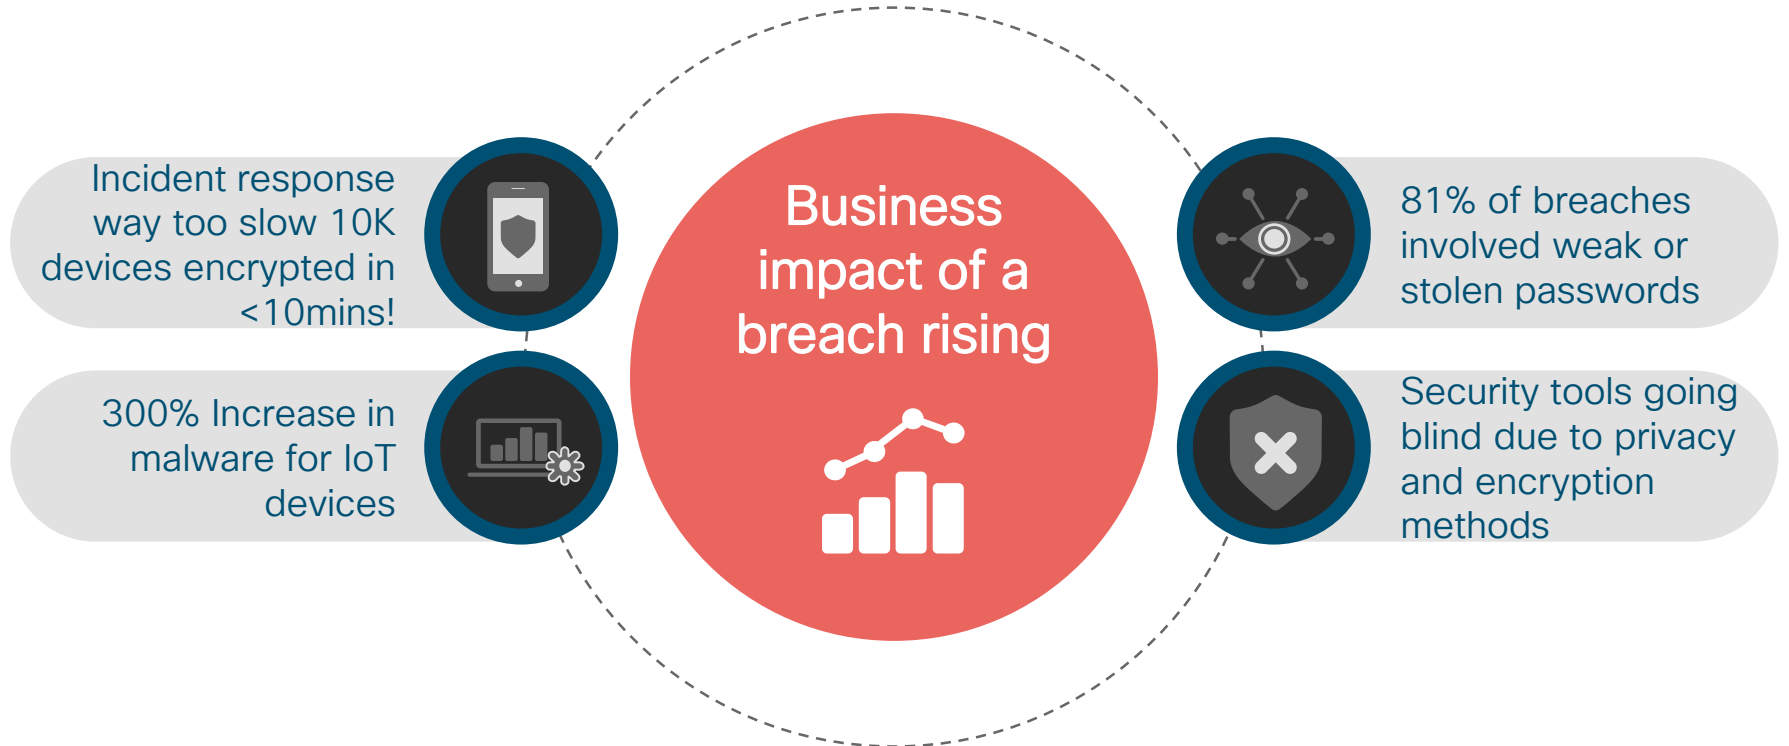 Incident response
way too slow 10K
devices encrypted in
<10mins!
300% Increase in
malware for IoT
devices
Business
impact of a
breach rising
81% of breaches
involved weak or
stolen passwords
Security tools going
blind due to privacy
and encryption
methods